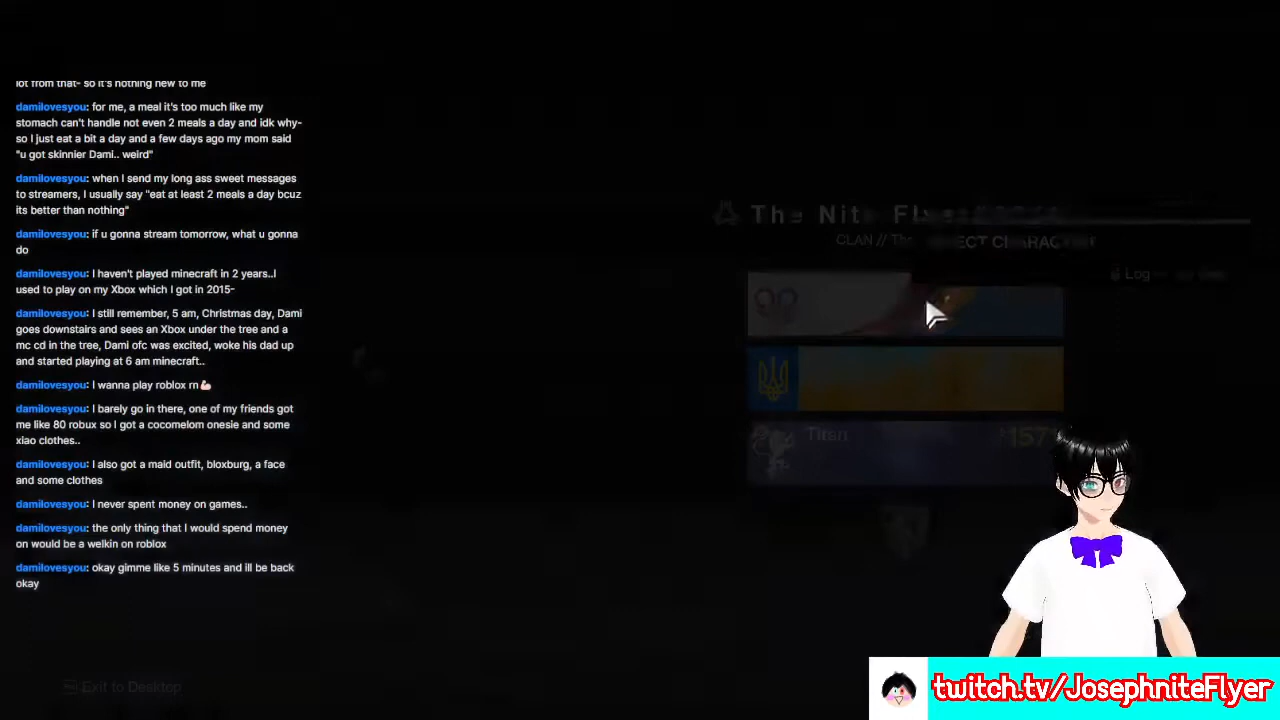 lot from that- so it's nothing new to me
damilovesyou: for me, a meal it's too much like my
stomach can't handle not even 2 meals a day and idk why-
so I just eat a bit a day and a few days ago my mom said
"u got skinnier Dami.. weird"
damilovesyou: when I send my long ass sweet messages
to streamers, I usually say "eat at least 2 meals a day bcuz
its better than nothing"
damilovesyou: if u gonna stream tomorrow, what u gonna
do
damilovesyou: I haven't played minecraft in 2 years..I
used to play on my Xbox which I got in 2015-
damilovesyou: I still remember, 5 am, Christmas day, Dami
goes downstairs and sees an Xbox under the tree and a
mc cd in the tree, Dami ofc was excited, woke his dad up
and started playing at 6 am minecraft..
damilovesyou: I wanna play roblox rn💪🏻
damilovesyou: I barely go in there, one of my friends got
me like 80 robux so I got a cocomelom onesie and some
xiao clothes..
damilovesyou: I also got a maid outfit, bloxburg, a face
and some clothes
damilovesyou: I never spent money on games..
damilovesyou: the only thing that I would spend money
on would be a welkin on roblox
damilovesyou: okay gimme like 5 minutes and ill be back
okay
The Nite
CLAN // The
Log
Titan
157
Exit to Desktop
twitch.tv/JosephniteFlyer